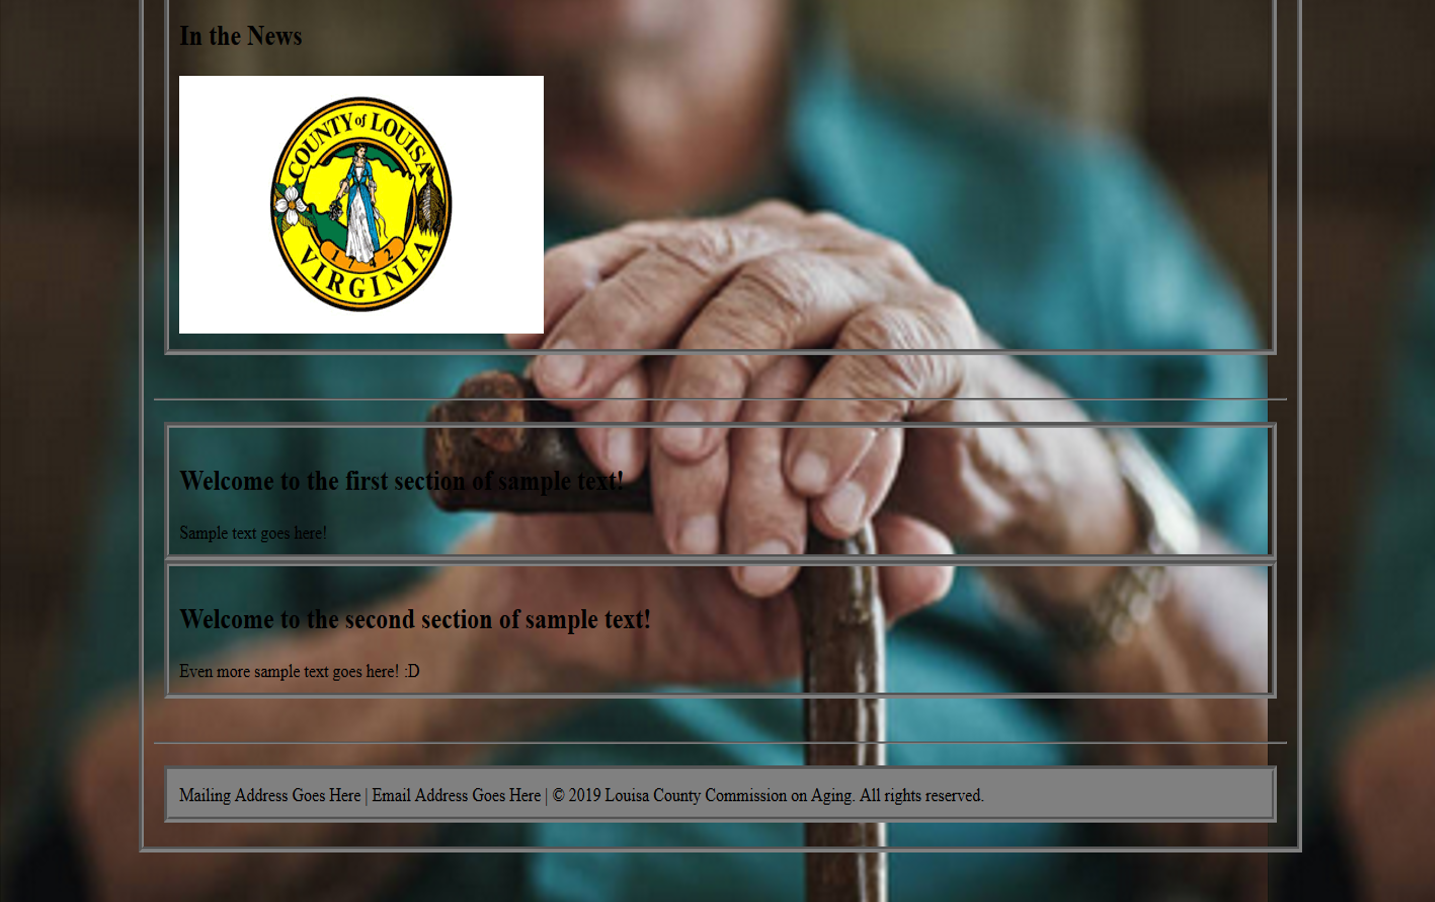 In the News
COUNTY of LOUISA
1742
VIRGINIA
Welcome to the first section of sample text!
Sample text goes here!
Welcome to the second section of sample text!
Even more sample text goes here! :D
Mailing Address Goes Here | Email Address Goes Here | © 2019 Louisa County Commission on Aging. All rights reserved.